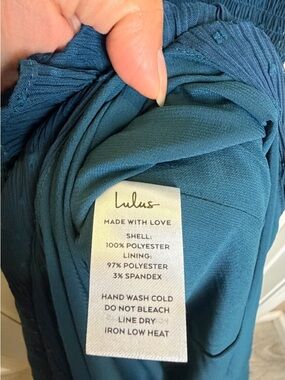 Lulus
MADE WITH LOVE
SHELL:
100% POLYESTER
LINING:
97% POLYESTER
3% SPANDEX
HAND WASH COLD
DO NOT BLEACH
LINE DRY
IRON LOW HEAT